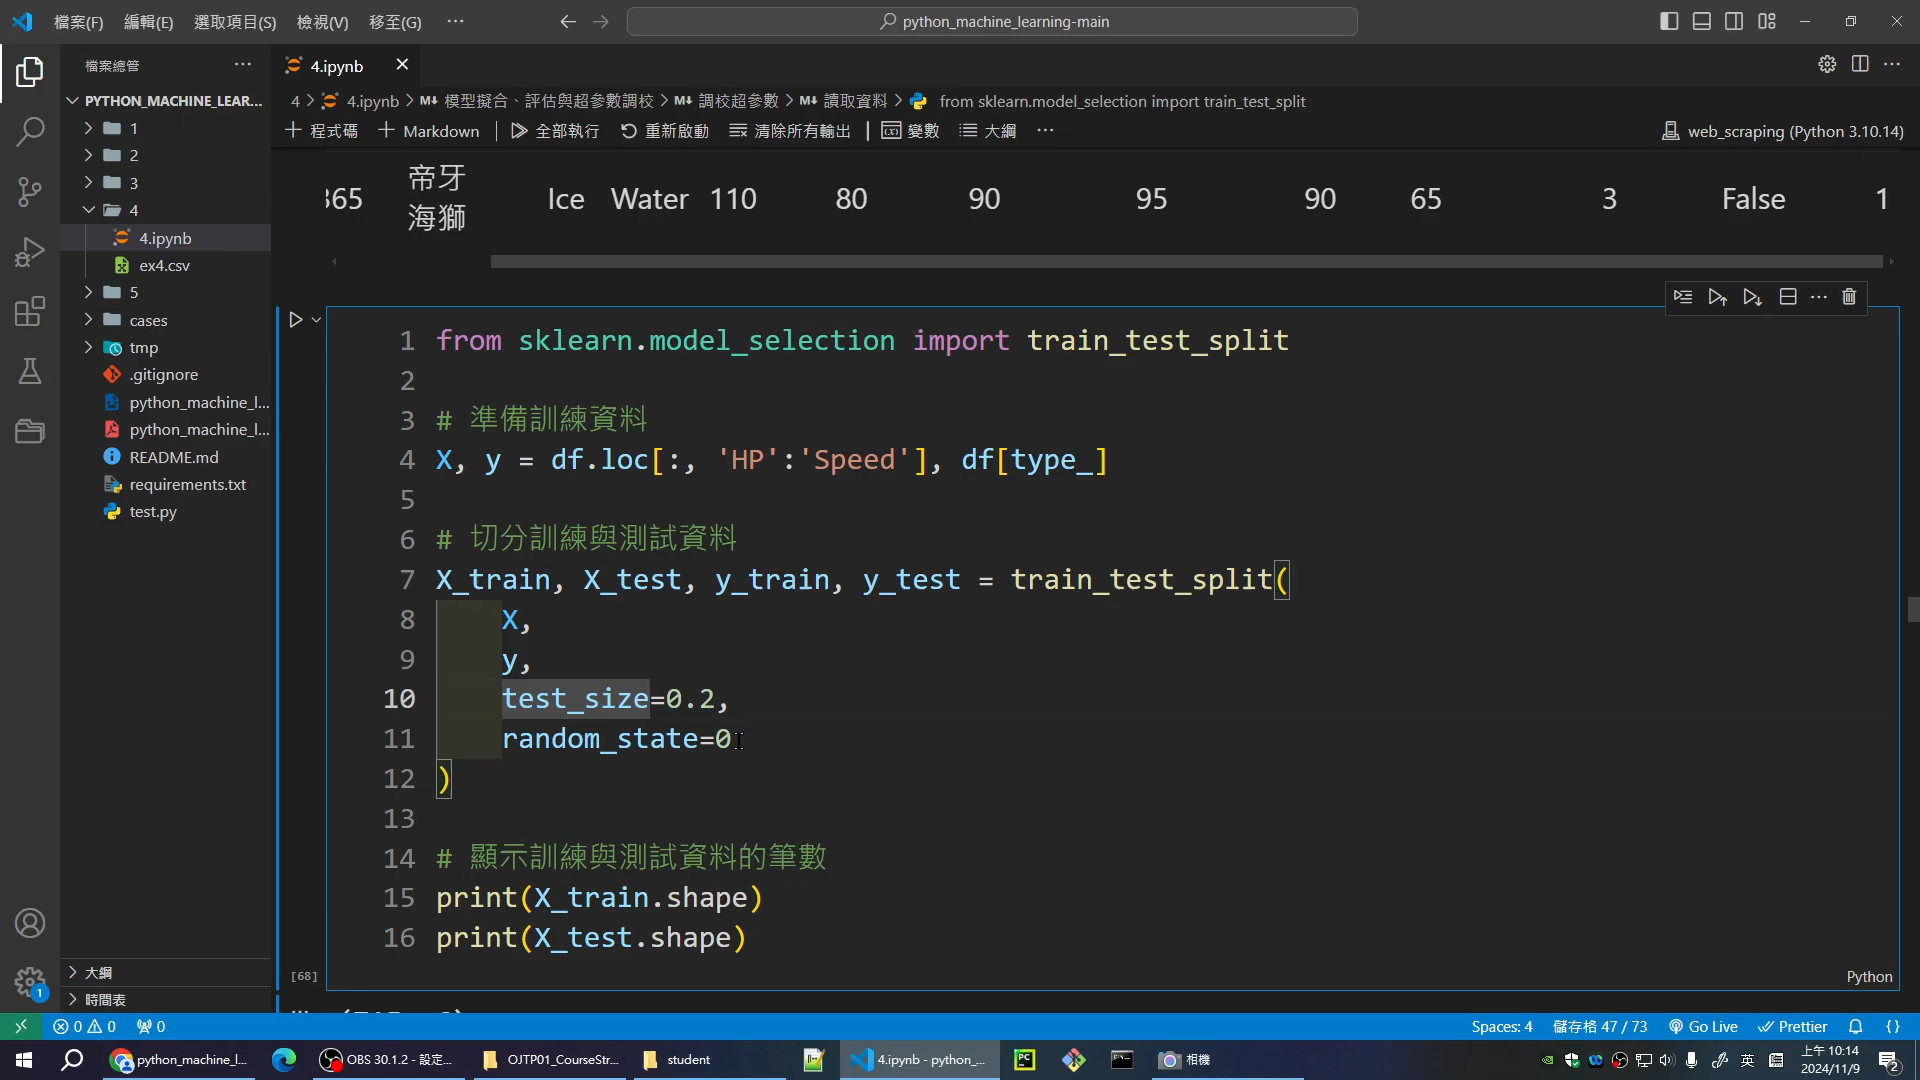 檔案(F) 編輯(E) 選取項目(S) 檢視(V) 移至(G) ··· python_machine_learning-main
檔案總管 ···
4.ipynb
PYTHON_MACHINE_LEAR...
4 > 4.ipynb > M↓ 模型擬合、評估與超參數調校 > M↓ 調校超參數 > M↓ 讀取資料 > from sklearn.model_selection import train_test_split
+ 程式碼 + Markdown 全部執行 重新啟動 清除所有輸出 變數 大綱 ··· web_scraping (Python 3.10.14)
1
2
3
4
4.ipynb
ex4.csv
5
cases
tmp
.gitignore
python_machine_l...
python_machine_l...
README.md
requirements.txt
test.py
大綱
時間表
帝牙
365 Ice Water 110 80 90 95 90 65 3 False 1
海獅
1 from sklearn.model_selection import train_test_split
2
3 # 準備訓練資料
4 X, y = df.loc[:, 'HP':'Speed'], df[type_]
5
6 # 切分訓練與測試資料
7 X_train, X_test, y_train, y_test = train_test_split(
8 X,
9 y,
10 test_size=0.2,
11 random_state=0
12 )
13
14 # 顯示訓練與測試資料的筆數
15 print(X_train.shape)
16 print(X_test.shape)
[68] Python
1
0 0 0 Spaces: 4 儲存格 47 / 73 Go Live Prettier {}
python_machine_l... OBS 30.1.2 - 設定... OJTP01_CourseStr... student 4.ipynb - python_... PC 相機 英 上午 10:14
2024/11/9 2